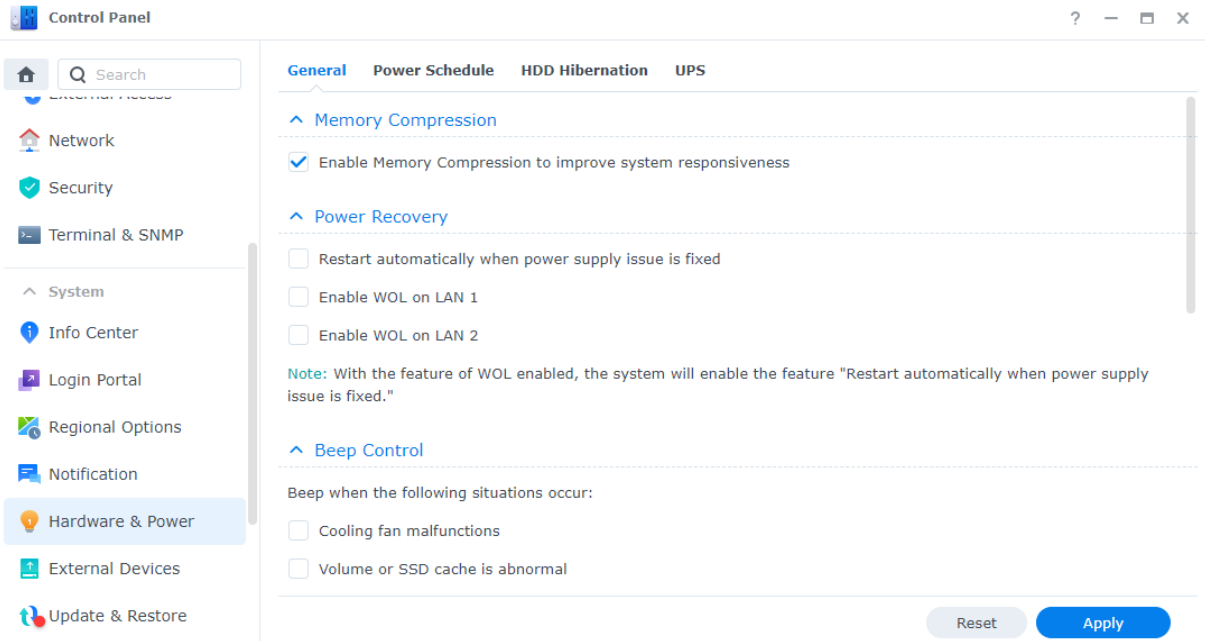 Control Panel
?
Search
General Power Schedule HDD Hibernation UPS
External Access
Network
Security
Terminal & SNMP
System
Info Center
Login Portal
Regional Options
Notification
Hardware & Power
External Devices
Update & Restore
Memory Compression
Enable Memory Compression to improve system responsiveness
Power Recovery
Restart automatically when power supply issue is fixed
Enable WOL on LAN 1
Enable WOL on LAN 2
Note: With the feature of WOL enabled, the system will enable the feature "Restart automatically when power supply
issue is fixed."
Beep Control
Beep when the following situations occur:
Cooling fan malfunctions
Volume or SSD cache is abnormal
Reset Apply